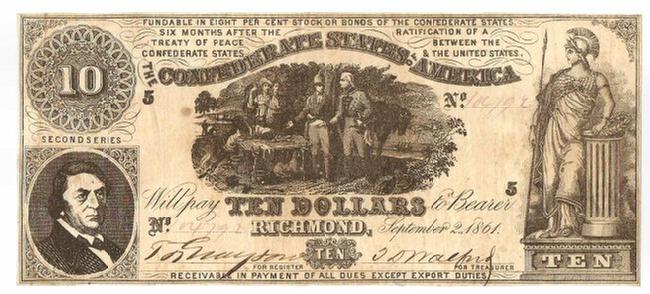 FUNDABLE IN EIGHT PER CENT STOCK OR BONDS OF THE CONFEDERATE STATES
SIX MONTHS AFTER THE RATIFICATION OF A
TREATY OF PEACE BETWEEN THE
CONFEDERATE STATES & THE UNITED STATES.
THE CONFEDERATE STATES OF AMERICA
10
5
No.
SECOND SERIES
5
Will pay TEN DOLLARS to Bearer
No.
RICHMOND, September 2, 1861.
TEN
FOR REGISTER
FOR TREASURER
TEN
RECEIVABLE IN PAYMENT OF ALL DUES EXCEPT EXPORT DUTIES